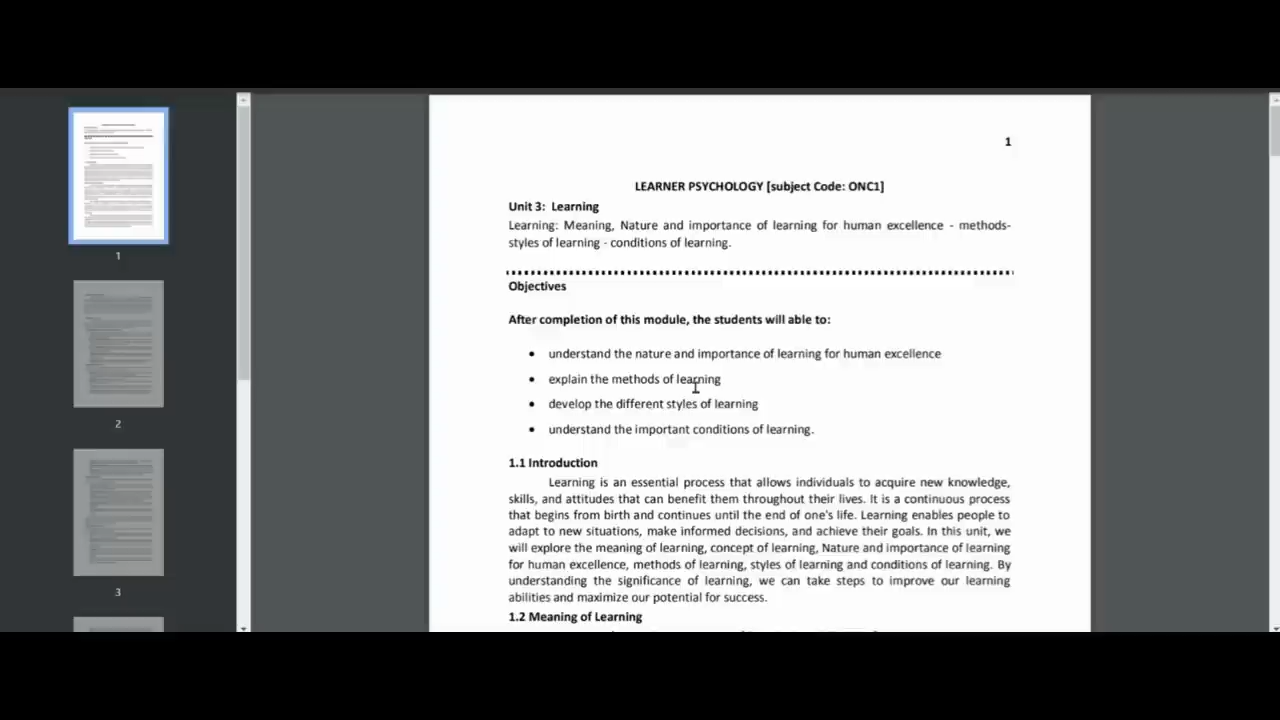 1
LEARNER PSYCHOLOGY [subject Code: ONC1]
Unit 3: Learning
Learning: Meaning, Nature and importance of learning for human excellence - methods-
styles of learning - conditions of learning.
Objectives
After completion of this module, the students will able to:
• understand the nature and importance of learning for human excellence
• explain the methods of learning
• develop the different styles of learning
• understand the important conditions of learning.
1.1 Introduction
Learning is an essential process that allows individuals to acquire new knowledge,
skills, and attitudes that can benefit them throughout their lives. It is a continuous process
that begins from birth and continues until the end of one's life. Learning enables people to
adapt to new situations, make informed decisions, and achieve their goals. In this unit, we
will explore the meaning of learning, concept of learning, Nature and importance of learning
for human excellence, methods of learning, styles of learning and conditions of learning. By
understanding the significance of learning, we can take steps to improve our learning
abilities and maximize our potential for success.
1.2 Meaning of Learning
1
2
3